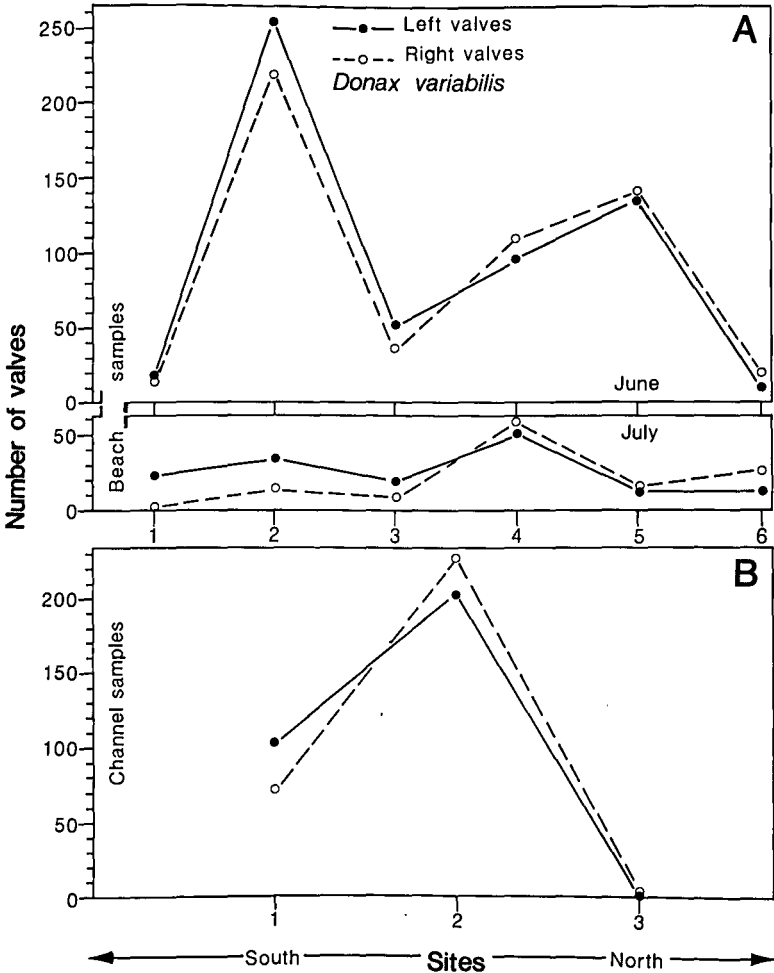 A
Left valves
Right valves
Donax variabilis
250
200
150
100
50
0
samples
June
Number of valves
Beach
50
0
July
1 2 3 4 5 6
B
200
150
100
50
0
Channel samples
1 2 3
South Sites North